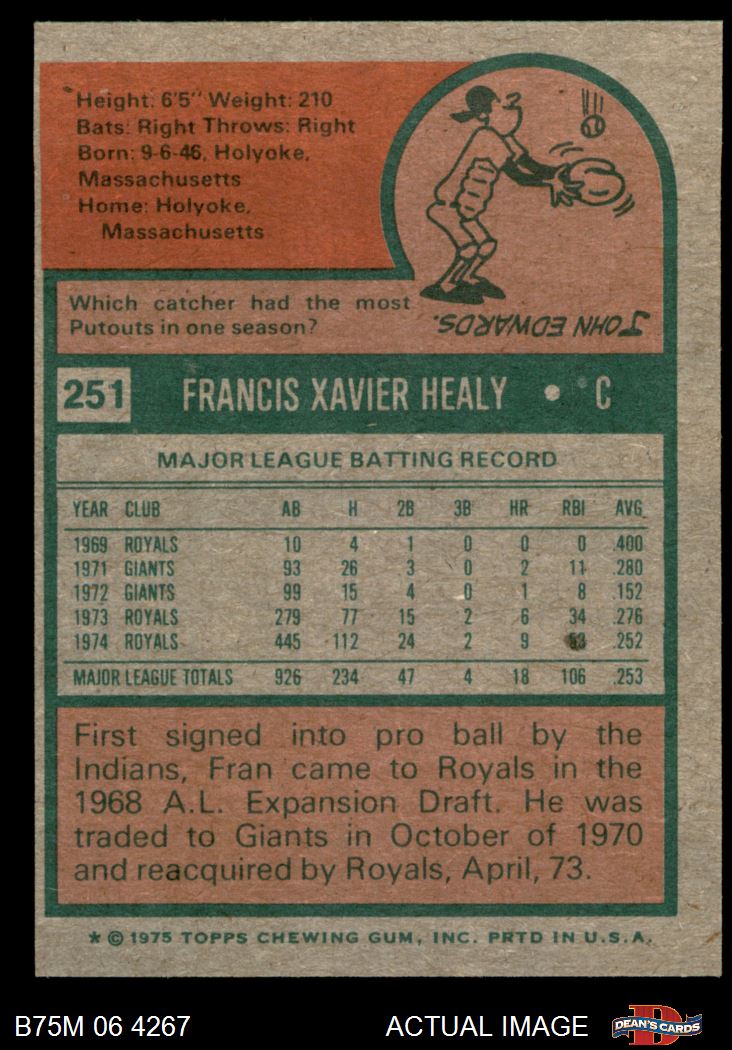 Height: 6'5" Weight: 210
Bats: Right Throws: Right
Born: 9-6-46, Holyoke,
Massachusetts
Home: Holyoke,
Massachusetts
Which catcher had the most
Putouts in one season?
JOHN EDWARDS.
251 FRANCIS XAVIER HEALY • C
MAJOR LEAGUE BATTING RECORD
YEAR CLUB AB H 2B 3B HR RBI AVG.
1969 ROYALS 10 4 1 0 0 0 .400
1971 GIANTS 93 26 3 0 2 11 .280
1972 GIANTS 99 15 4 0 1 8 .152
1973 ROYALS 279 77 15 2 6 34 .276
1974 ROYALS 445 112 24 2 9 53 .252
MAJOR LEAGUE TOTALS 926 234 47 4 18 106 .253
First signed into pro ball by the
Indians, Fran came to Royals in the
1968 A.L. Expansion Draft. He was
traded to Giants in October of 1970
and reacquired by Royals, April, 73.
* © 1975 TOPPS CHEWING GUM, INC. PRTD IN U.S.A.
B75M 06 4267 ACTUAL IMAGE D DEAN'S CARDS